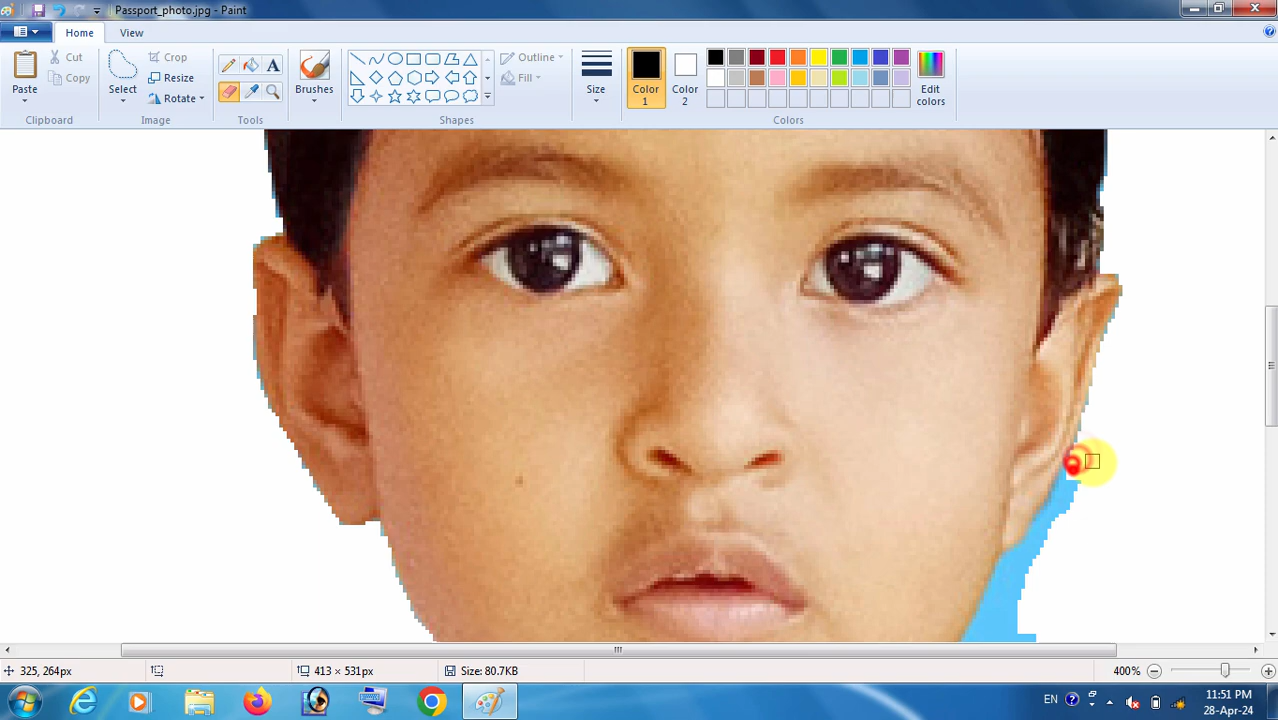 Passport_photo.jpg - Paint
Home View
Paste
Cut
Copy
Clipboard
Select
Crop
Resize
Rotate
Image
A
Tools
Brushes
Outline
Fill
Shapes
Size
Color 1
Color 2
Edit colors
Colors
325, 264px
413 × 531px
Size: 80.7KB
400%
EN
11:51 PM
28-Apr-24